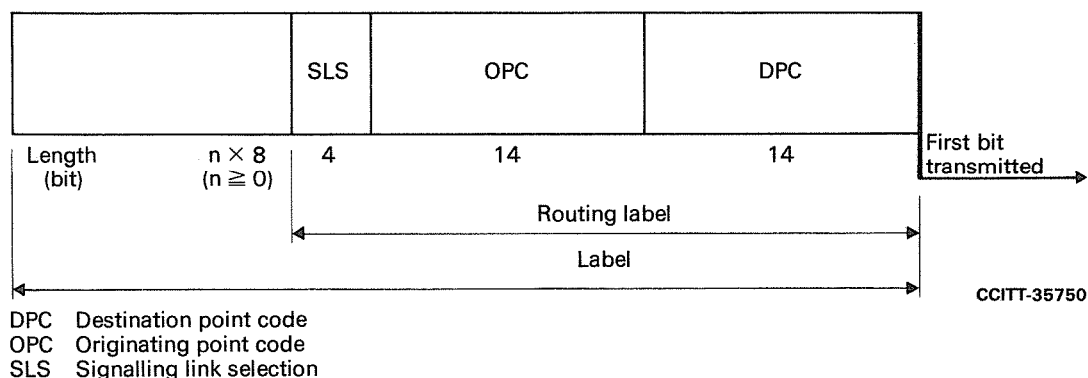 SLS OPC DPC
Length (bit) n × 8 (n ≧ 0) 4 14 14 First bit transmitted
Routing label
Label
CCITT-35750
DPC Destination point code
OPC Originating point code
SLS Signalling link selection